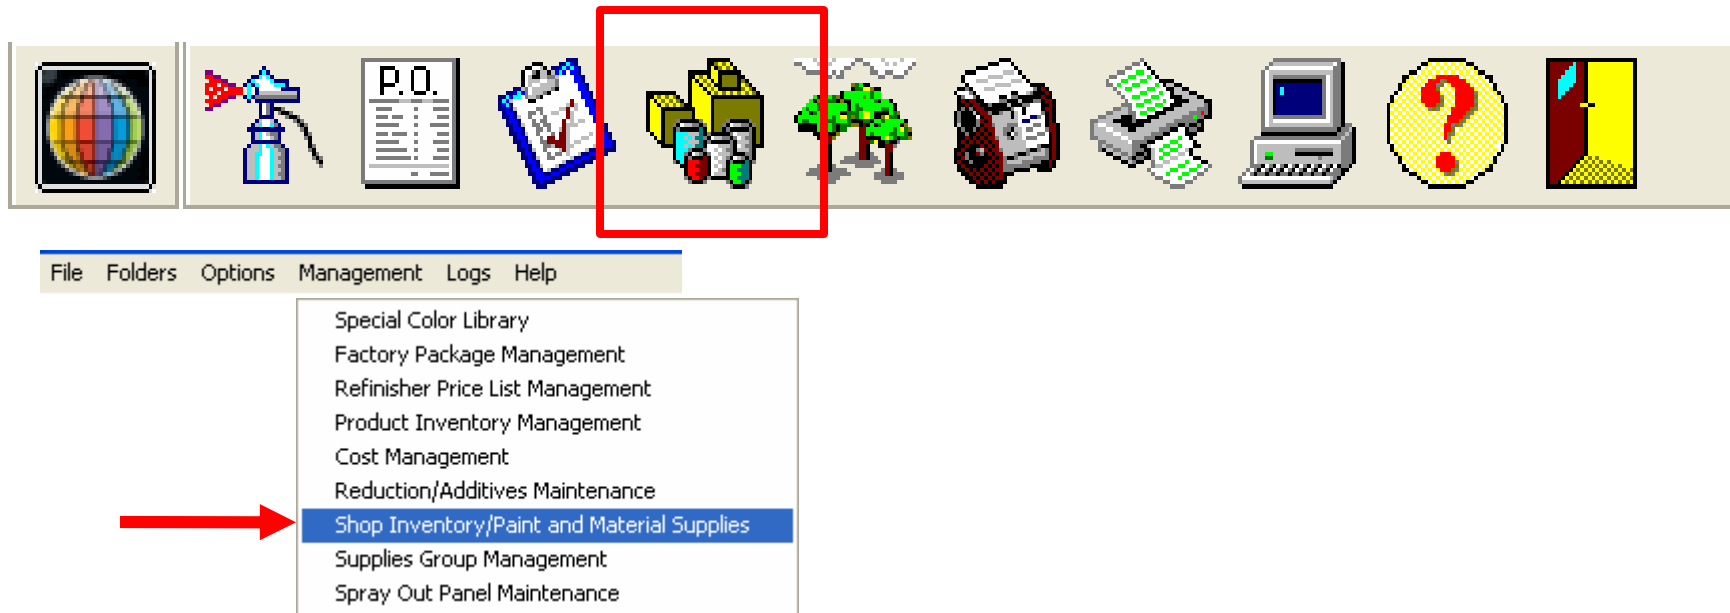 P.O.
?
File Folders Options Management Logs Help
Special Color Library
Factory Package Management
Refinisher Price List Management
Product Inventory Management
Cost Management
Reduction/Additives Maintenance
Shop Inventory/Paint and Material Supplies
Supplies Group Management
Spray Out Panel Maintenance